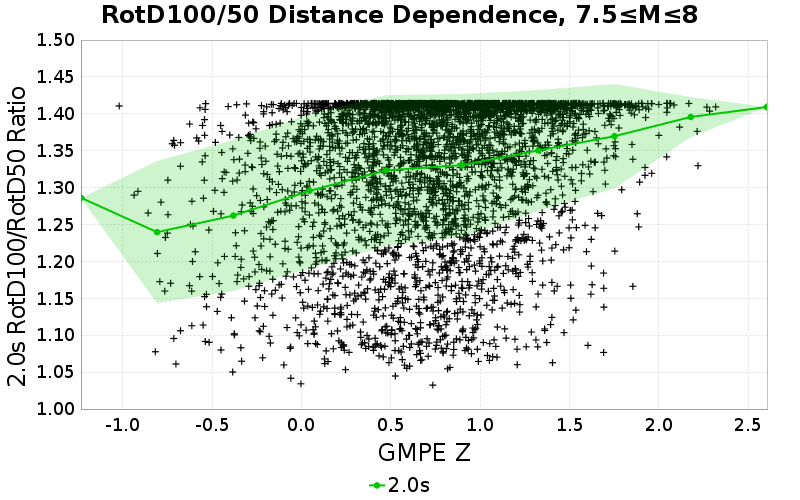 RotD100/50 Distance Dependence, 7.5≤M≤8
2.0s RotD100/RotD50 Ratio
1.50
1.45
1.40
1.35
1.30
1.25
1.20
1.15
1.10
1.05
1.00
-1.0 -0.5 0.0 0.5 1.0 1.5 2.0 2.5
GMPE Z
2.0s